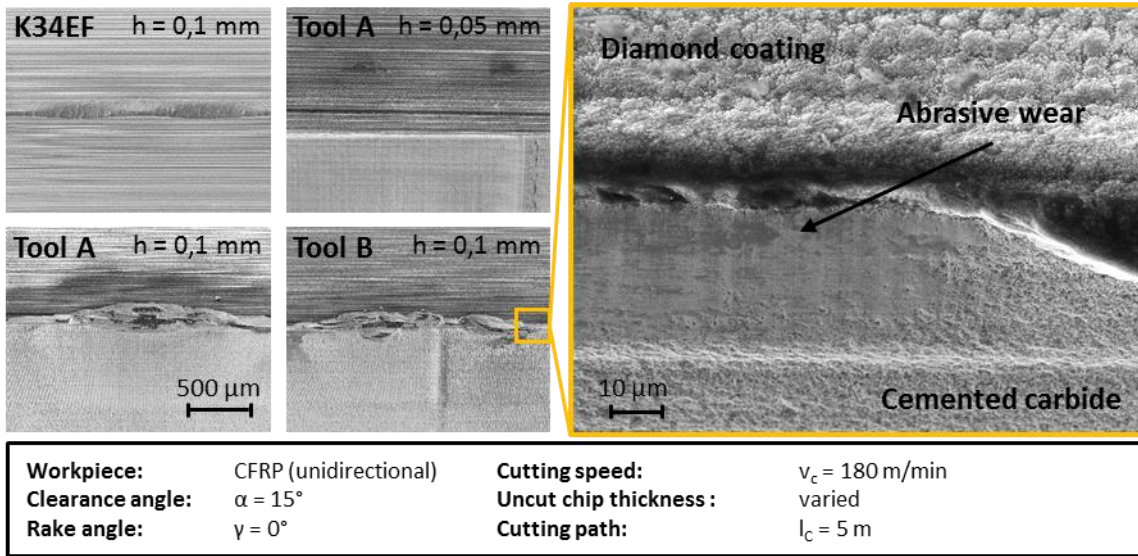 K34EF h = 0,1 mm
Tool A h = 0,05 mm
Tool A h = 0,1 mm
500 µm
Tool B h = 0,1 mm
Diamond coating
Abrasive wear
10 µm
Cemented carbide
Workpiece: CFRP (unidirectional)
Clearance angle: α = 15°
Rake angle: γ = 0°
Cutting speed: v_c = 180 m/min
Uncut chip thickness : varied
Cutting path: l_C = 5 m